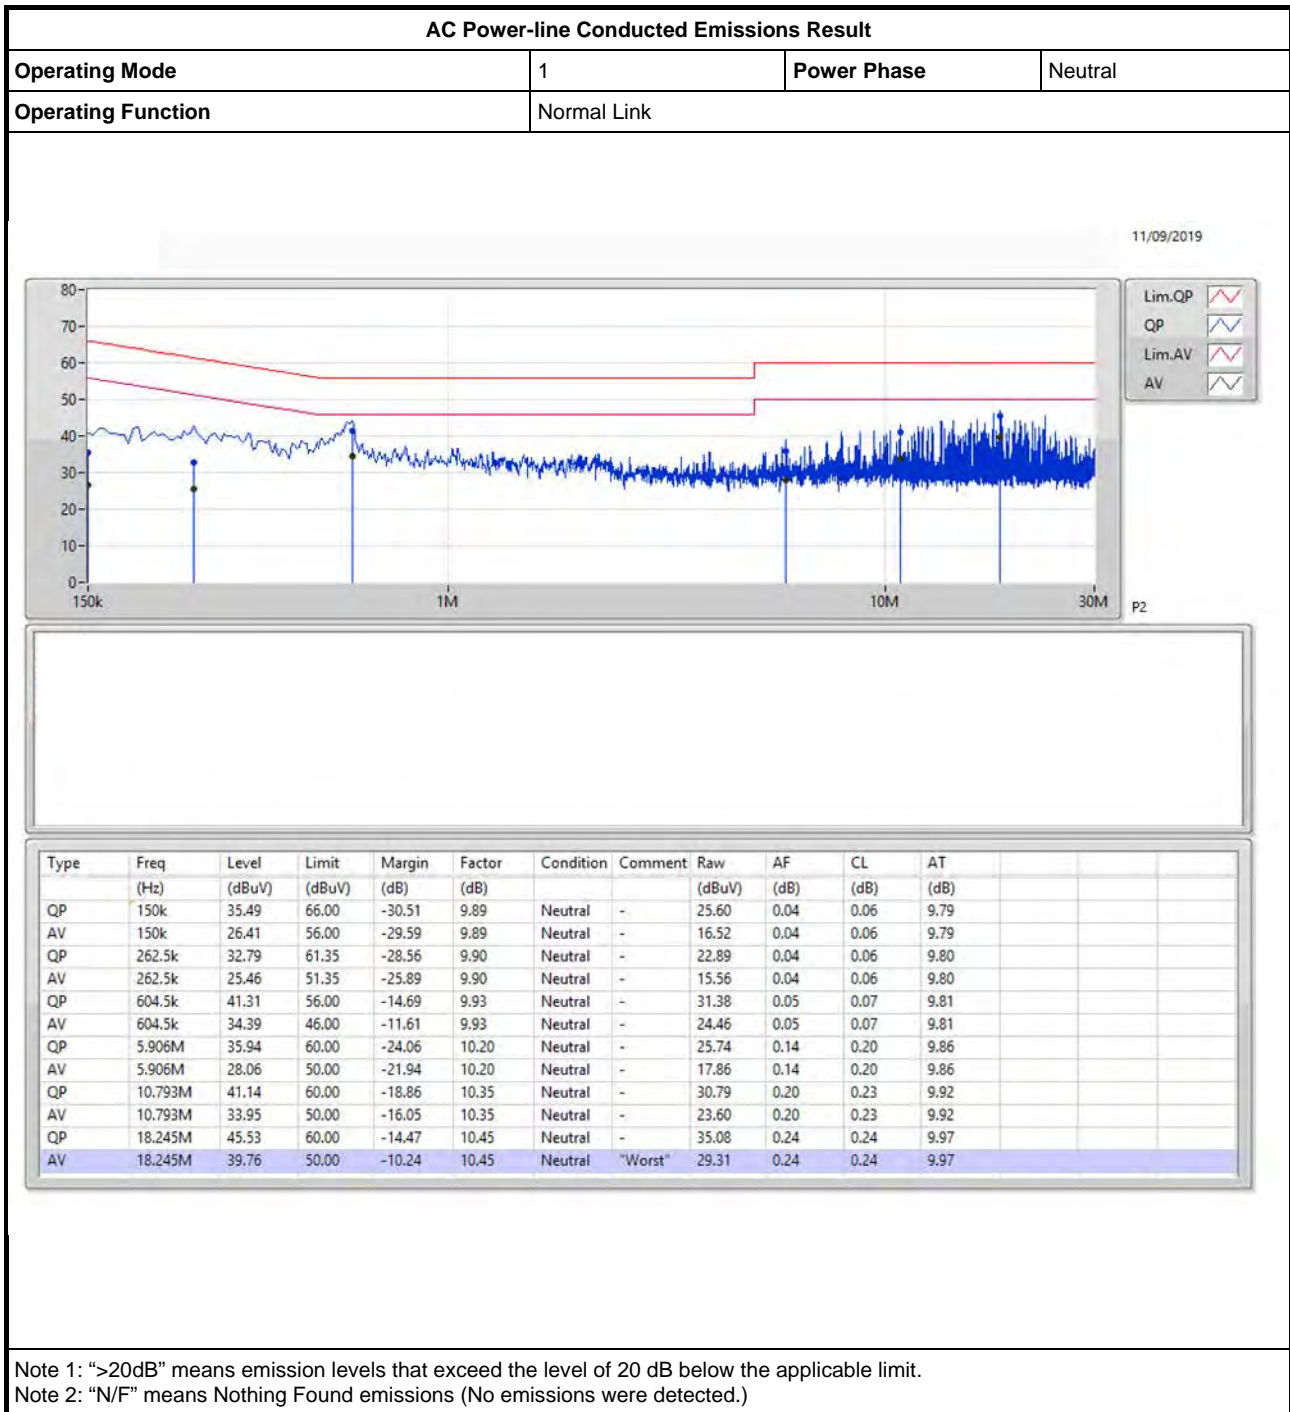 AC Power-line Conducted Emissions Result
Operating Mode 1 Power Phase Neutral
Operating Function Normal Link
11/09/2019
80
70
60
50
40
30
20
10
0
150k 1M 10M 30M
Lim.QP
QP
Lim.AV
AV
P2
Type Freq Level Limit Margin Factor Condition Comment Raw AF CL AT
(Hz) (dBuV) (dBuV) (dB) (dB) (dBuV) (dB) (dB) (dB)
QP 150k 35.49 66.00 -30.51 9.89 Neutral - 25.60 0.04 0.06 9.79
AV 150k 26.41 56.00 -29.59 9.89 Neutral - 16.52 0.04 0.06 9.79
QP 262.5k 32.79 61.35 -28.56 9.90 Neutral - 22.89 0.04 0.06 9.80
AV 262.5k 25.46 51.35 -25.89 9.90 Neutral - 15.56 0.04 0.06 9.80
QP 604.5k 41.31 56.00 -14.69 9.93 Neutral - 31.38 0.05 0.07 9.81
AV 604.5k 34.39 46.00 -11.61 9.93 Neutral - 24.46 0.05 0.07 9.81
QP 5.906M 35.94 60.00 -24.06 10.20 Neutral - 25.74 0.14 0.20 9.86
AV 5.906M 28.06 50.00 -21.94 10.20 Neutral - 17.86 0.14 0.20 9.86
QP 10.793M 41.14 60.00 -18.86 10.35 Neutral - 30.79 0.20 0.23 9.92
AV 10.793M 33.95 50.00 -16.05 10.35 Neutral - 23.60 0.20 0.23 9.92
QP 18.245M 45.53 60.00 -14.47 10.45 Neutral - 35.08 0.24 0.24 9.97
AV 18.245M 39.76 50.00 -10.24 10.45 Neutral "Worst" 29.31 0.24 0.24 9.97
Note 1: “>20dB” means emission levels that exceed the level of 20 dB below the applicable limit.
Note 2: “N/F” means Nothing Found emissions (No emissions were detected.)